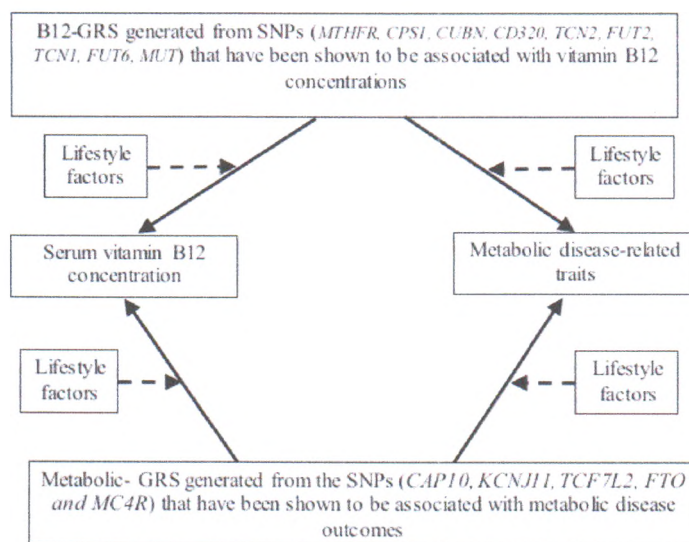 B12-GRS generated from SNPs (MTHFR, CPS1, CUBN, CD320, TCN2, FUT2,
TCN1, FUT6, MUT) that have been shown to be associated with vitamin B12
concentrations
Lifestyle
factors
Lifestyle
factors
Serum vitamin B12
concentration
Metabolic disease-related
traits
Lifestyle
factors
Lifestyle
factors
Metabolic- GRS generated from the SNPs (CAP10, KCNJ11, TCF7L2, FTO
and MC4R) that have been shown to be associated with metabolic disease
outcomes